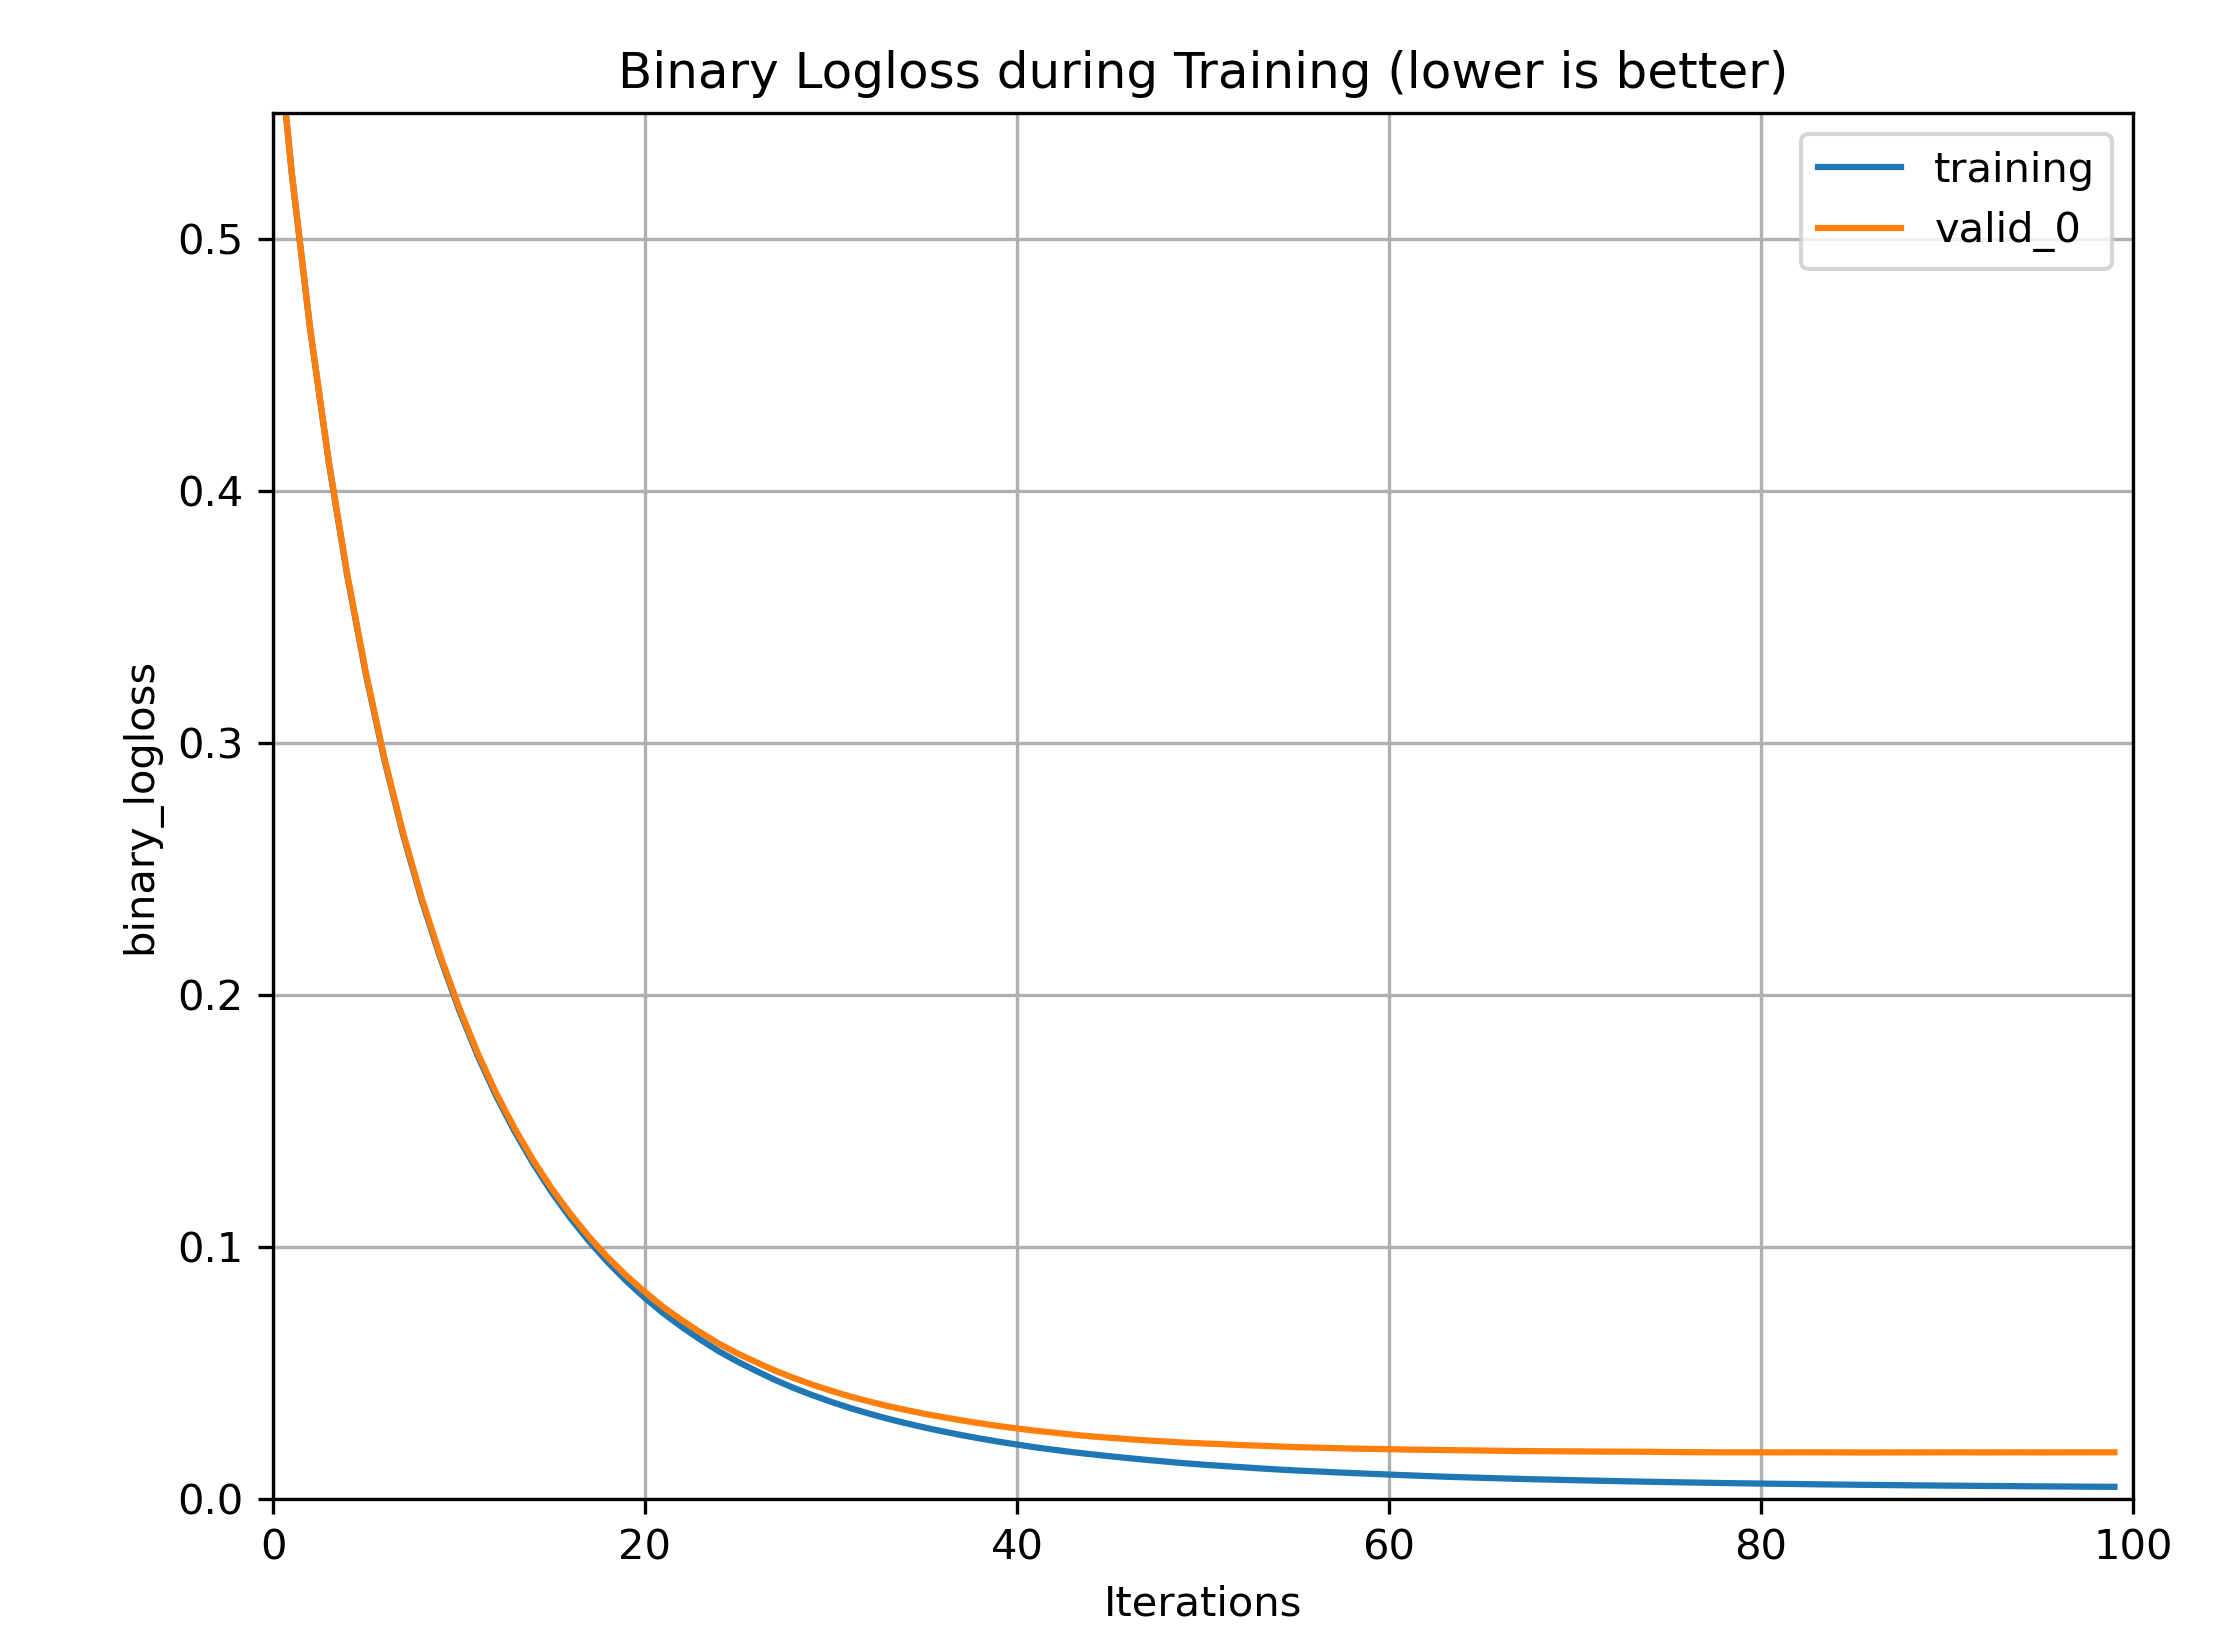 Binary Logloss during Training (lower is better)
training
valid_0
binary_logloss
0.5
0.4
0.3
0.2
0.1
0.0
0 20 40 60 80 100
Iterations